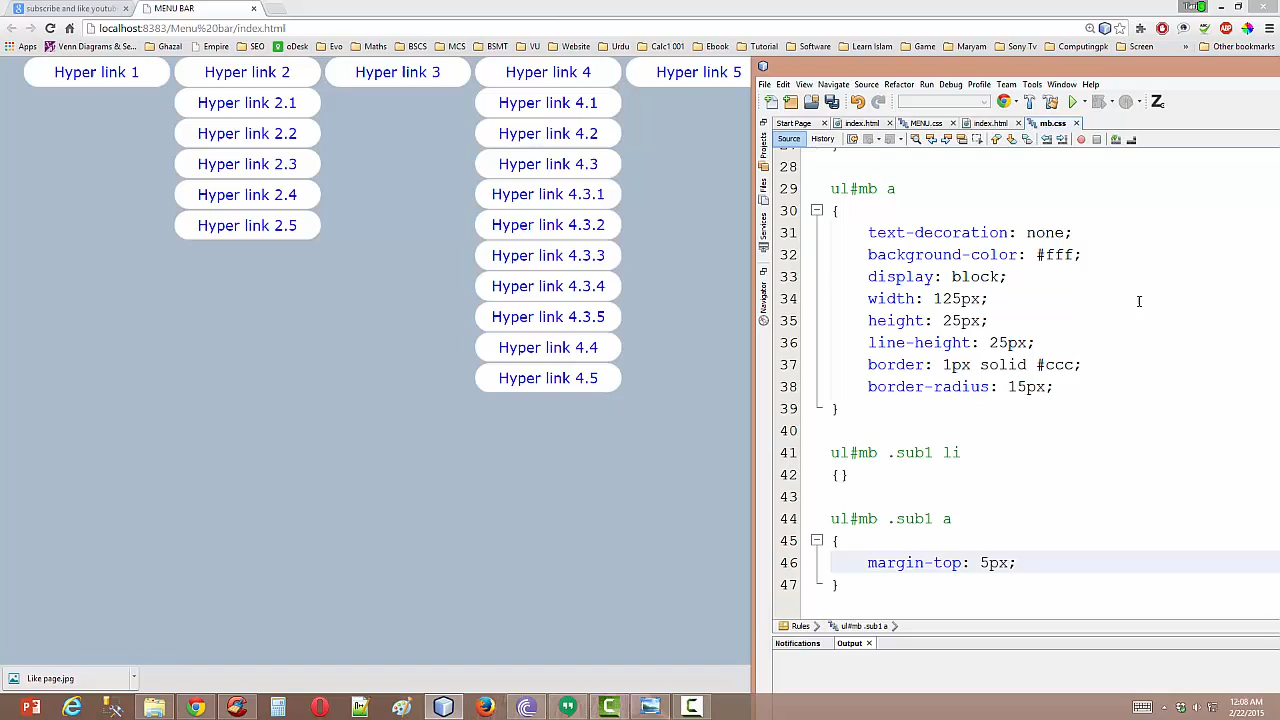 subscribe and like youtub
MENU BAR
localhost:8383/Menu%20bar/index.html
Apps Venn Diagrams & Sha Ghazal Empire SEO oDesk Evo Maths BSCS MCS BSMT VU Website Urdu Calc1 001 Ebook Tutorial Software Learn Islam Game Maryam Sony Tv Computingpk Screen » Other bookmarks
Hyper link 1 Hyper link 2 Hyper link 3 Hyper link 4 Hyper link 5
Hyper link 2.1 Hyper link 4.1
Hyper link 2.2 Hyper link 4.2
Hyper link 2.3 Hyper link 4.3
Hyper link 2.4 Hyper link 4.3.1
Hyper link 2.5 Hyper link 4.3.2
Hyper link 4.3.3
Hyper link 4.3.4
Hyper link 4.3.5
Hyper link 4.4
Hyper link 4.5
File Edit View Navigate Source Refactor Run Debug Profile Team Tools Window Help
Start Page index.html MENU.css index.html mb.css
Source History
Projects
Files
Services
Navigator
28
29 ul#mb a
30 {
31 text-decoration: none;
32 background-color: #fff;
33 display: block;
34 width: 125px;
35 height: 25px;
36 line-height: 25px;
37 border: 1px solid #ccc;
38 border-radius: 15px;
39 }
40
41 ul#mb .sub1 li
42 {}
43
44 ul#mb .sub1 a
45 {
46 margin-top: 5px;
47 }
Rules ul#mb .sub1 a
Notifications Output
Like page.jpg
12:08 AM
2/22/2015